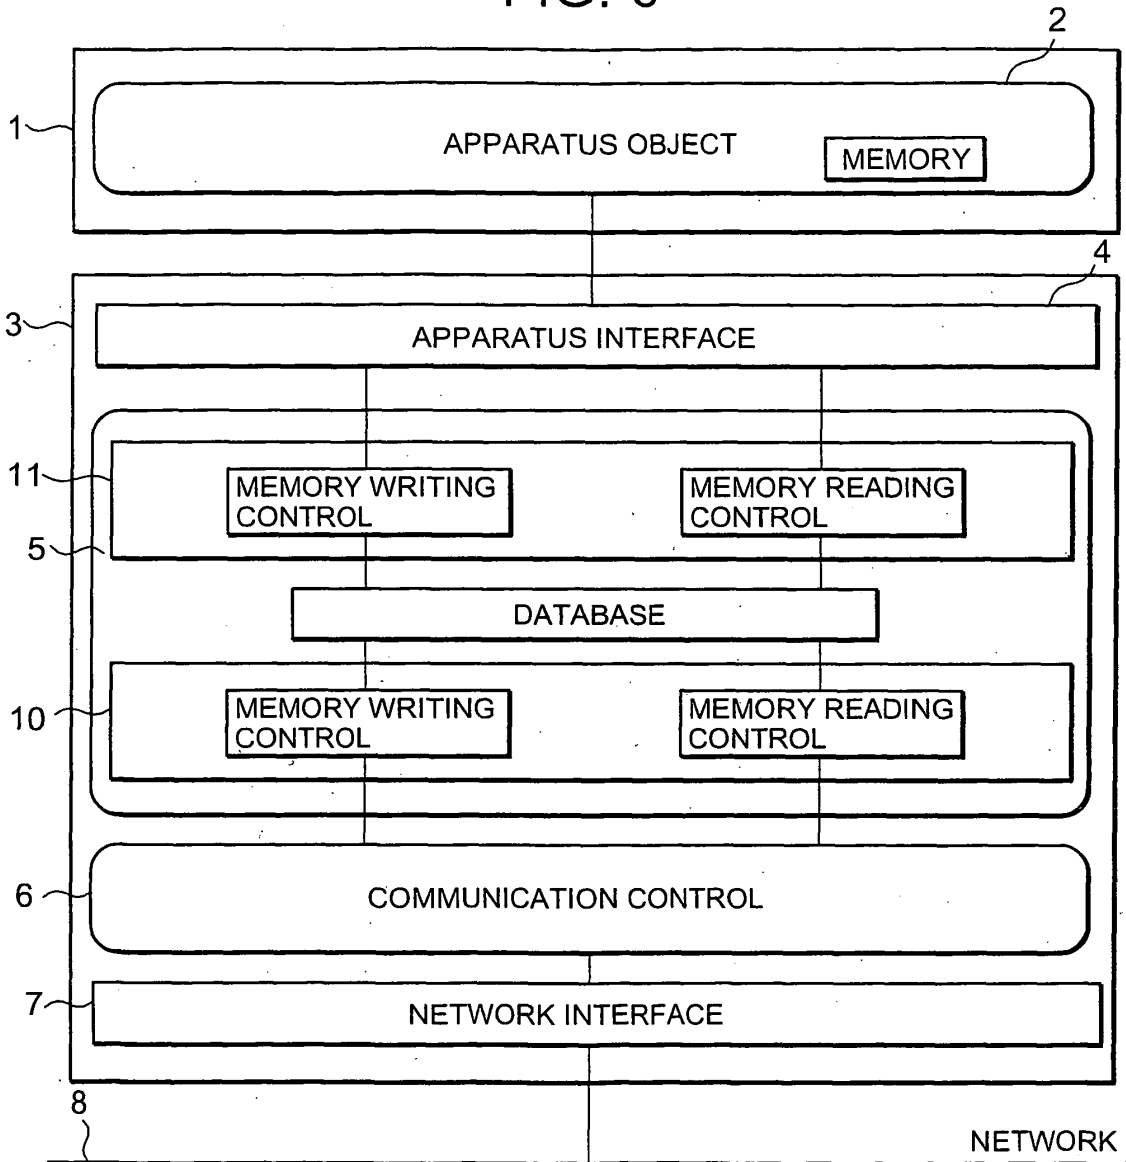 2
1
APPARATUS OBJECT
MEMORY
4
3
APPARATUS INTERFACE
11
MEMORY WRITING
CONTROL
MEMORY READING
CONTROL
5
DATABASE
10
MEMORY WRITING
CONTROL
MEMORY READING
CONTROL
6
COMMUNICATION CONTROL
7
NETWORK INTERFACE
8
NETWORK